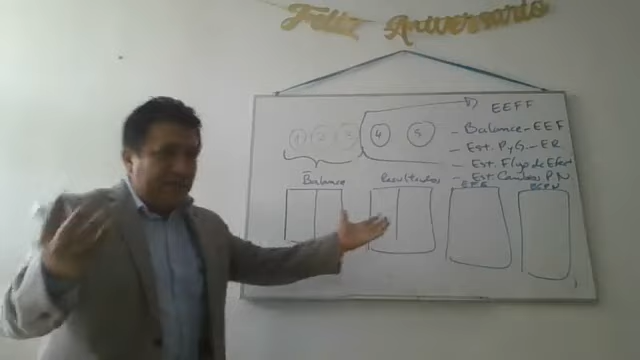 Feliz Aniversario
EEFF
1 2 3 4 5
- Balance - EEF
- Est. PyG. - ER
- Est. Flujo de Efect
- Est. Cambios P.N
Balance Resultados EFE ECPN